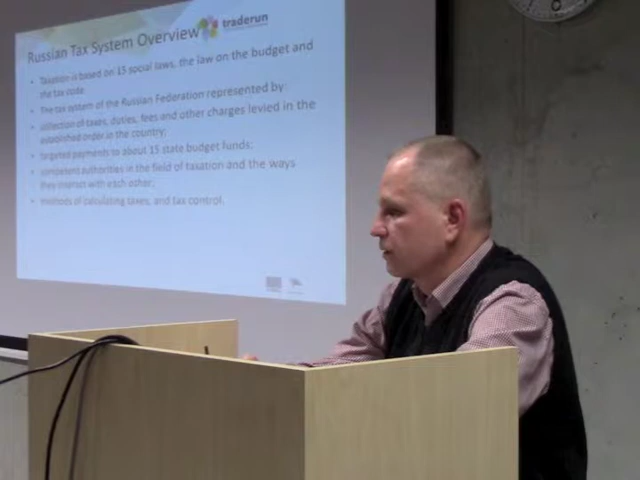 Russian Tax System Overview
traderun
• Taxation is based on 15 social laws, the law on the budget and
the tax code
• The tax system of the Russian Federation represented by:
• collection of taxes, duties, fees and other charges levied in the
established order in the country;
• targeted payments to about 15 state budget funds;
• competent authorities in the field of taxation and the ways
they interact with each other;
• methods of calculating taxes, and tax control.
6